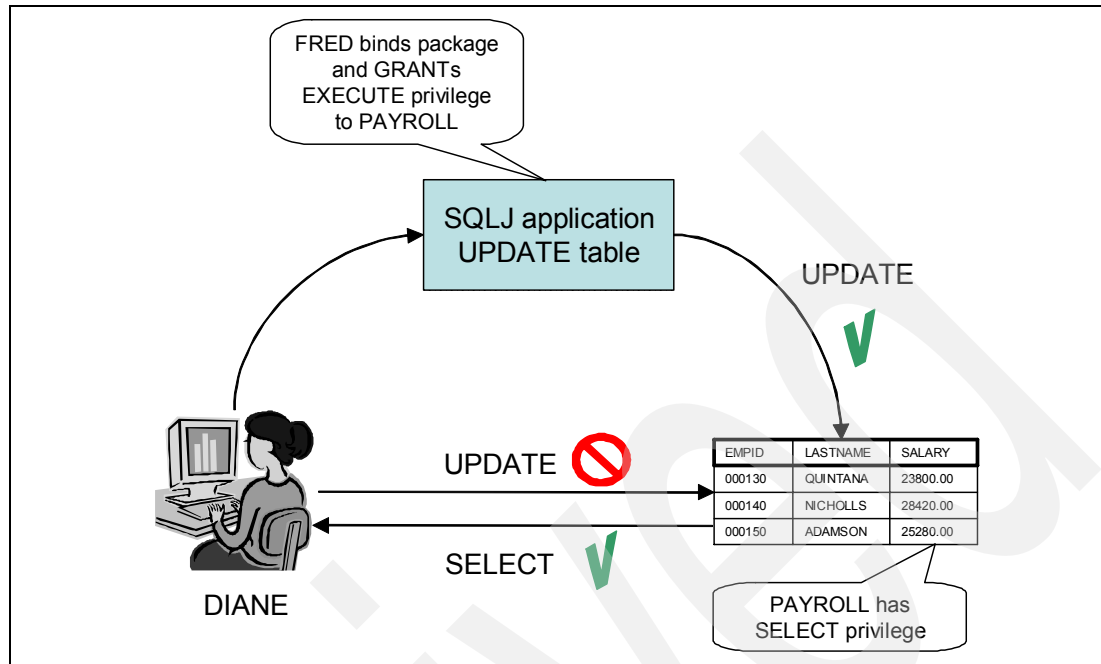 FRED binds package
and GRANTs
EXECUTE privilege
to PAYROLL
SQLJ application
UPDATE table
UPDATE
UPDATE
SELECT
DIANE
EMPID LASTNAME SALARY
000130 QUINTANA 23800.00
000140 NICHOLLS 28420.00
000150 ADAMSON 25280.00
PAYROLL has
SELECT privilege